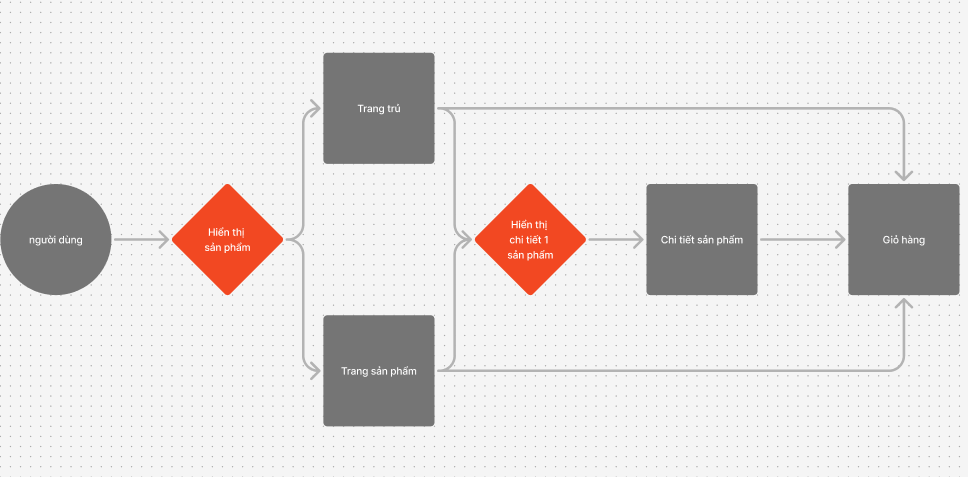 người dùng
Hiển thị
sản phẩm
Trang trủ
Trang sản phẩm
Hiển thị
chi tiết 1
sản phẩm
Chi tiết sản phẩm
Giỏ hàng